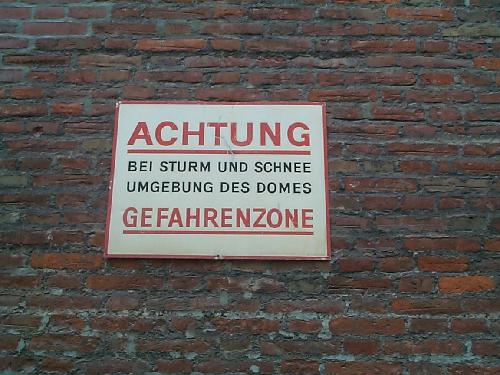 ACHTUNG
BEI STURM UND SCHNEE
UMGEBUNG DES DOMES
GEFAHRENZONE